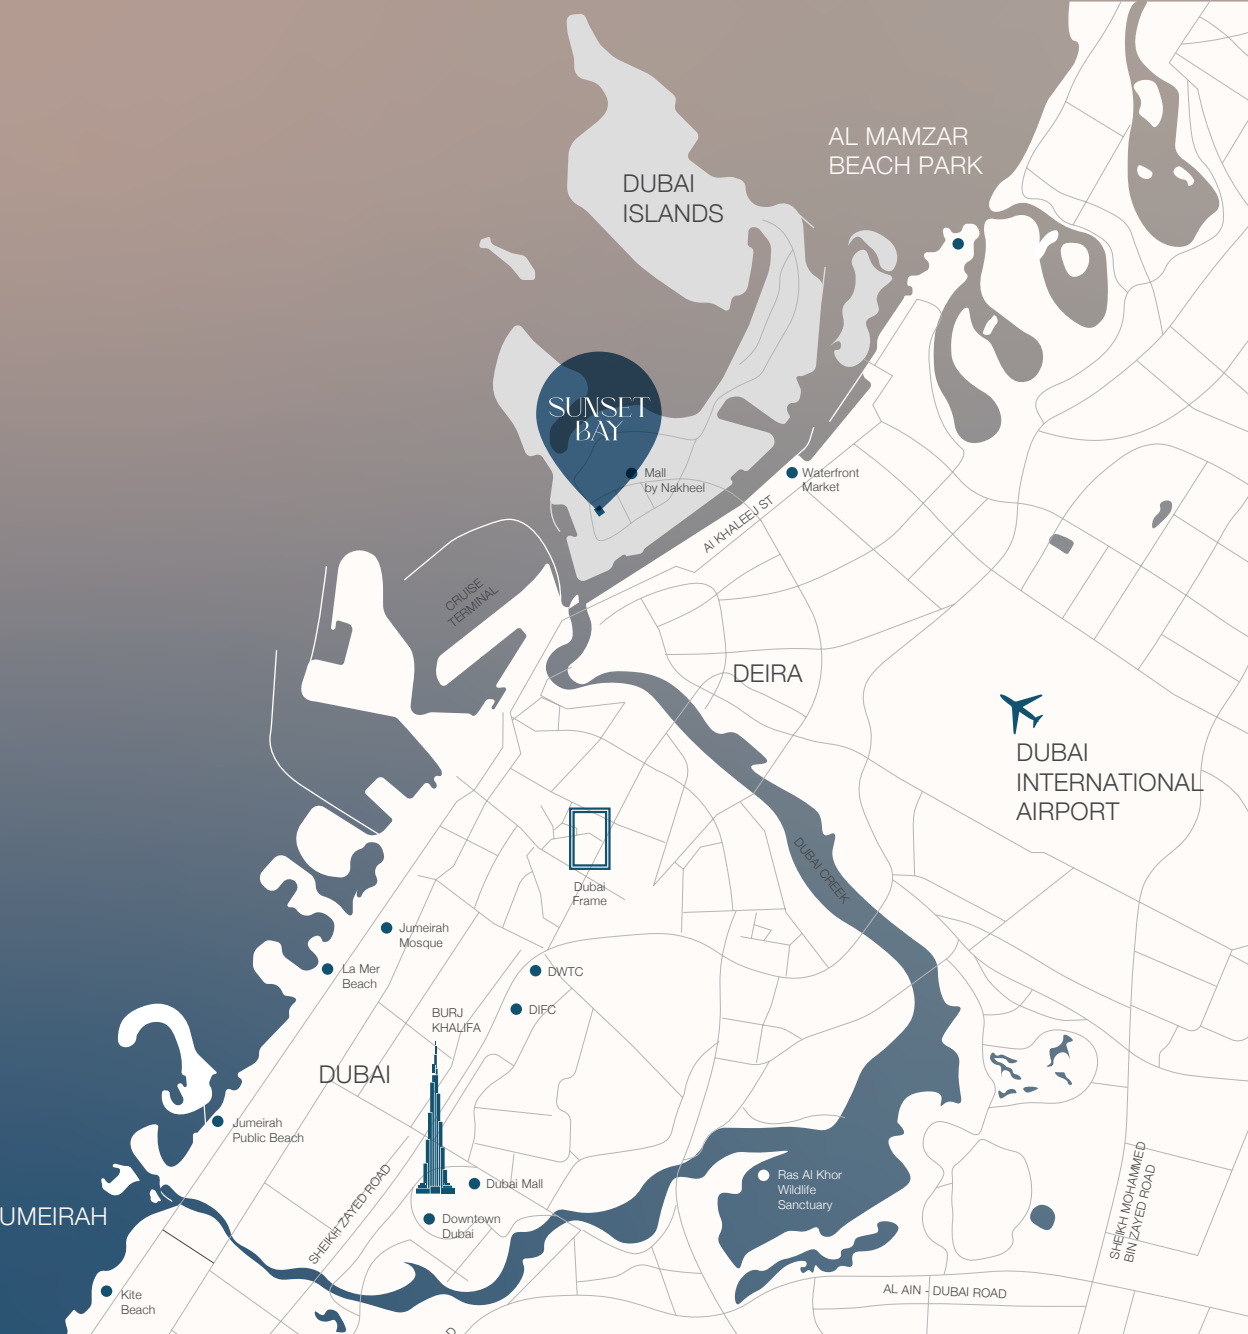 AL MAMZAR
BEACH PARK
DUBAI
ISLANDS
SUNSET
BAY
Mall
by Nakheel
Waterfront
Market
Al KHALEEJ ST
CRUISE
TERMINAL
DEIRA
DUBAI
INTERNATIONAL
AIRPORT
DUBAI CREEK
Dubai
Frame
Jumeirah
Mosque
La Mer
Beach
DWTC
DIFC
BURJ
KHALIFA
DUBAI
Jumeirah
Public Beach
Dubai Mall
Ras Al Khor
Wildlife
Sanctuary
SHEIKH ZAYED ROAD
Downtown
Dubai
UMEIRAH
SHEIKH MOHAMMED
BIN ZAYED ROAD
Kite
Beach
AL AIN - DUBAI ROAD